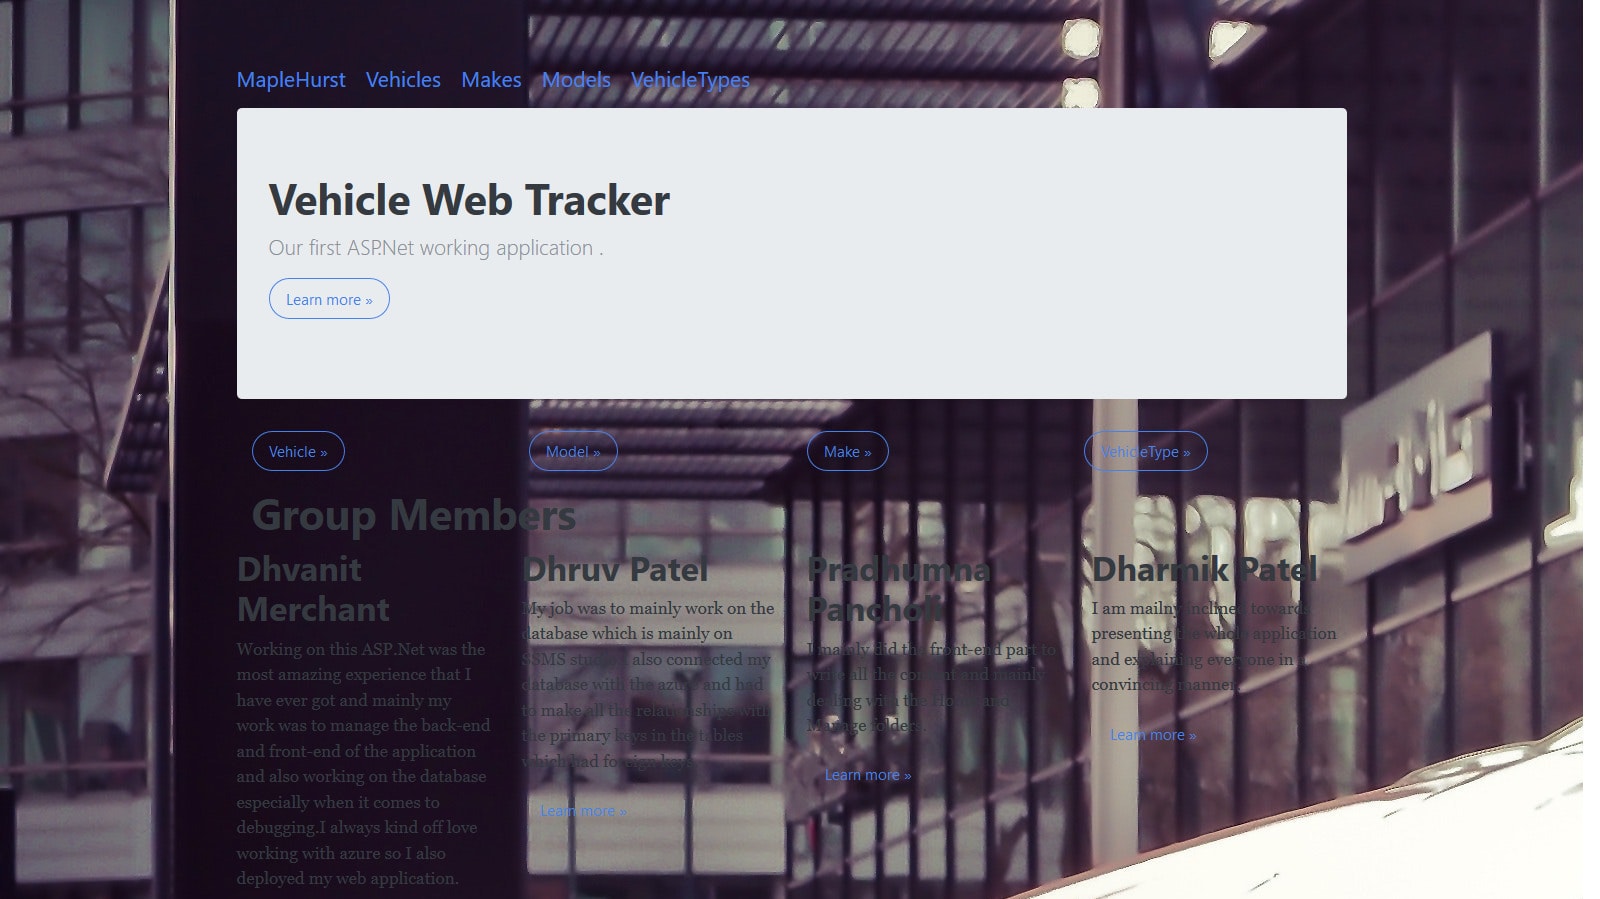 MapleHurst Vehicles Makes Models VehicleTypes
Vehicle Web Tracker
Our first ASP.Net working application .
Learn more »
Vehicle »
Model »
Make »
VehicleType »
Group Members
Dhvanit
Merchant
Working on this ASP.Net was the
most amazing experience that I
have ever got and mainly my
work was to manage the back-end
and front-end of the application
and also working on the database
especially when it comes to
debugging.I always kind off love
working with azure so I also
deployed my web application.
Dhruv Patel
My job was to mainly work on the
database which is mainly on
SSMS studio.I also connected my
database with the azure and had
to make all the relationships with
the primary keys in the tables
which had foreign keys.
Learn more »
Pradhumna
Pancholi
I mainly did the front-end part to
write all the content and mainly
dealing with the Home and
Manage folders.
Learn more »
Dharmik Patel
I am mailny inclined towards
presenting the whole application
and explaining everyone in a
convincing manner.
Learn more »